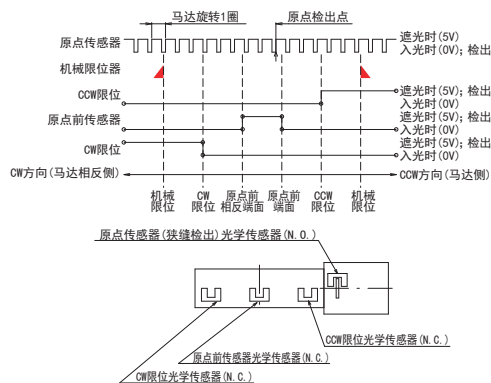 马达旋转1圈 原点检出点
原点传感器 遮光时(5V)
入光时(0V); 检出
机械限位器
CCW限位 遮光时(5V); 检出
入光时(0V)
原点前传感器 遮光时(5V); 检出
入光时(0V)
CW限位 遮光时(5V); 检出
入光时(0V)
CW方向(马达相反侧) CCW方向(马达侧)
机械 CW 原点前 原点前 CCW 机械
限位 限位 相反端面 端面 限位 限位
原点传感器(狭缝检出)光学传感器(N.O.)
CCW限位光学传感器(N.C.)
原点前传感器光学传感器(N.C.)
CW限位光学传感器(N.C.)